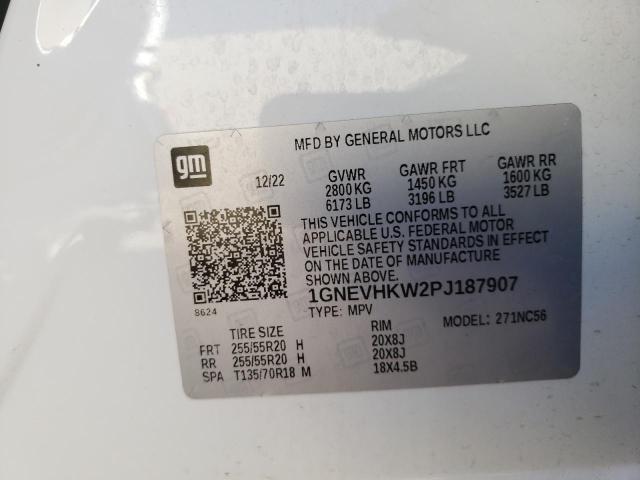 MFD BY GENERAL MOTORS LLC
gm
12/22
GVWR GAWR FRT GAWR RR
2800 KG 1450 KG 1600 KG
6173 LB 3196 LB 3527 LB
THIS VEHICLE CONFORMS TO ALL
APPLICABLE U.S. FEDERAL MOTOR
VEHICLE SAFETY STANDARDS IN EFFECT
ON THE DATE OF MANUFACTURE
SHOWN ABOVE.
1GNEVHKW2PJ187907
8624
TYPE: MPV MODEL: 271NC56
TIRE SIZE RIM
FRT 255/55R20 H 20X8J
RR 255/55R20 H 20X8J
SPA T135/70R18 M 18X4.5B